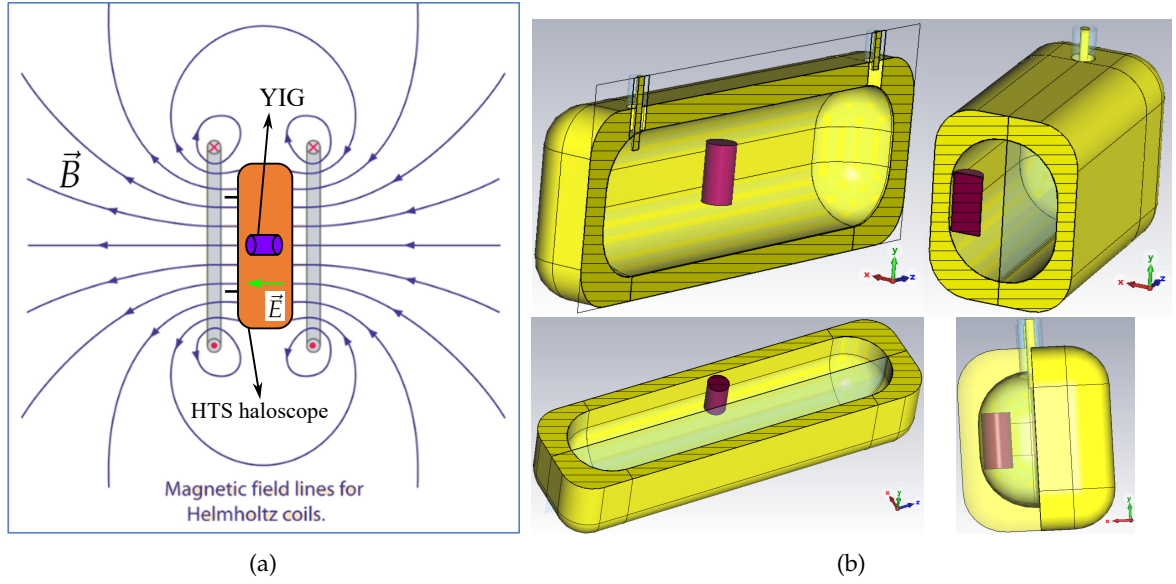 YIG
B
E
HTS haloscope
Magnetic field lines for
Helmholtz coils.
(a)
x
y
z
x
y
z
x
y
z
x
y
(b)